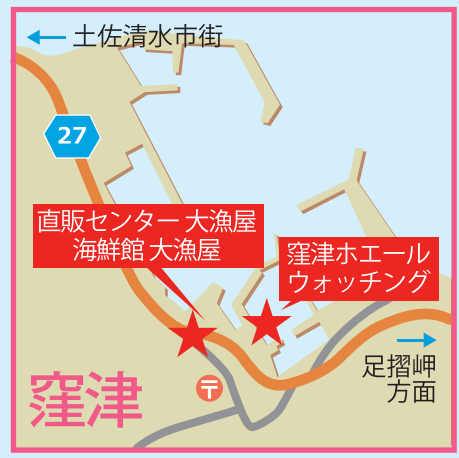 土佐清水市街
27
直販センター 大漁屋
海鮮館 大漁屋
窪津ホエール
ウォッチング
足摺岬
方面
窪津
〒